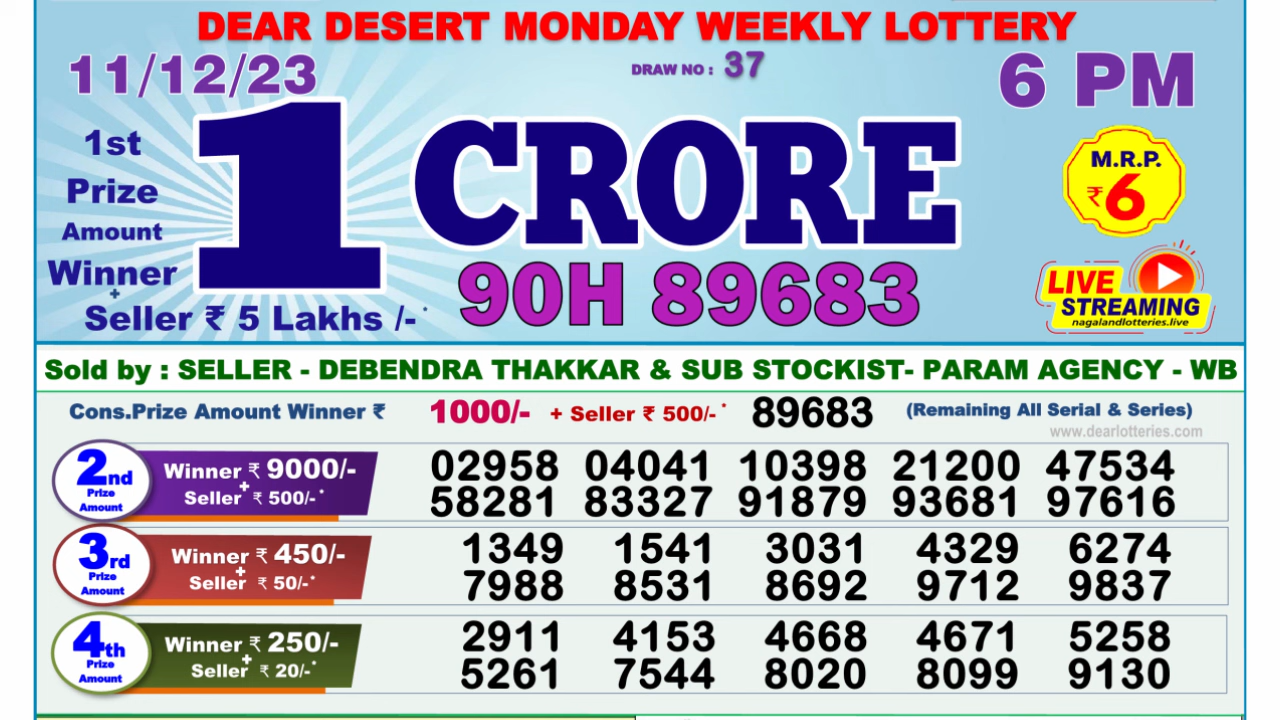 DEAR DESERT MONDAY WEEKLY LOTTERY
11/12/23
DRAW NO : 37
6 PM
1st
Prize
Amount
Winner
+
Seller ₹ 5 Lakhs /-*
1 CRORE
90H 89683
M.R.P.
₹6
LIVE
STREAMING
nagalandlotteries.live
Sold by : SELLER - DEBENDRA THAKKAR & SUB STOCKIST- PARAM AGENCY - WB
Cons.Prize Amount Winner ₹ 1000/- + Seller ₹ 500/-* 89683 (Remaining All Serial & Series)
www.dearlotteries.com
2nd
Prize
Amount
Winner ₹ 9000/-
+
Seller ₹ 500/-*
02958 04041 10398 21200 47534
58281 83327 91879 93681 97616
3rd
Prize
Amount
Winner ₹ 450/-
+
Seller ₹ 50/-*
1349 1541 3031 4329 6274
7988 8531 8692 9712 9837
4th
Prize
Amount
Winner ₹ 250/-
+
Seller ₹ 20/-*
2911 4153 4668 4671 5258
5261 7544 8020 8099 9130